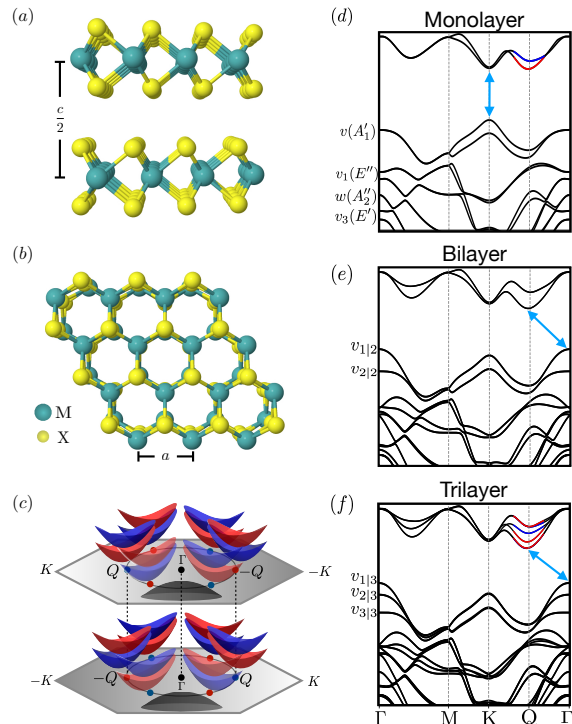 (a)
c
2
(b)
M
X
a
(c)
K
Q
Γ
−Q
−K
−K
−Q
Γ
Q
K
(d)
Monolayer
v(A′₁)
v₁(E″)
w(A″₂)
v₃(E′)
(e)
Bilayer
v₁|₂
v₂|₂
(f)
Trilayer
v₁|₃
v₂|₃
v₃|₃
Γ M K Q Γ